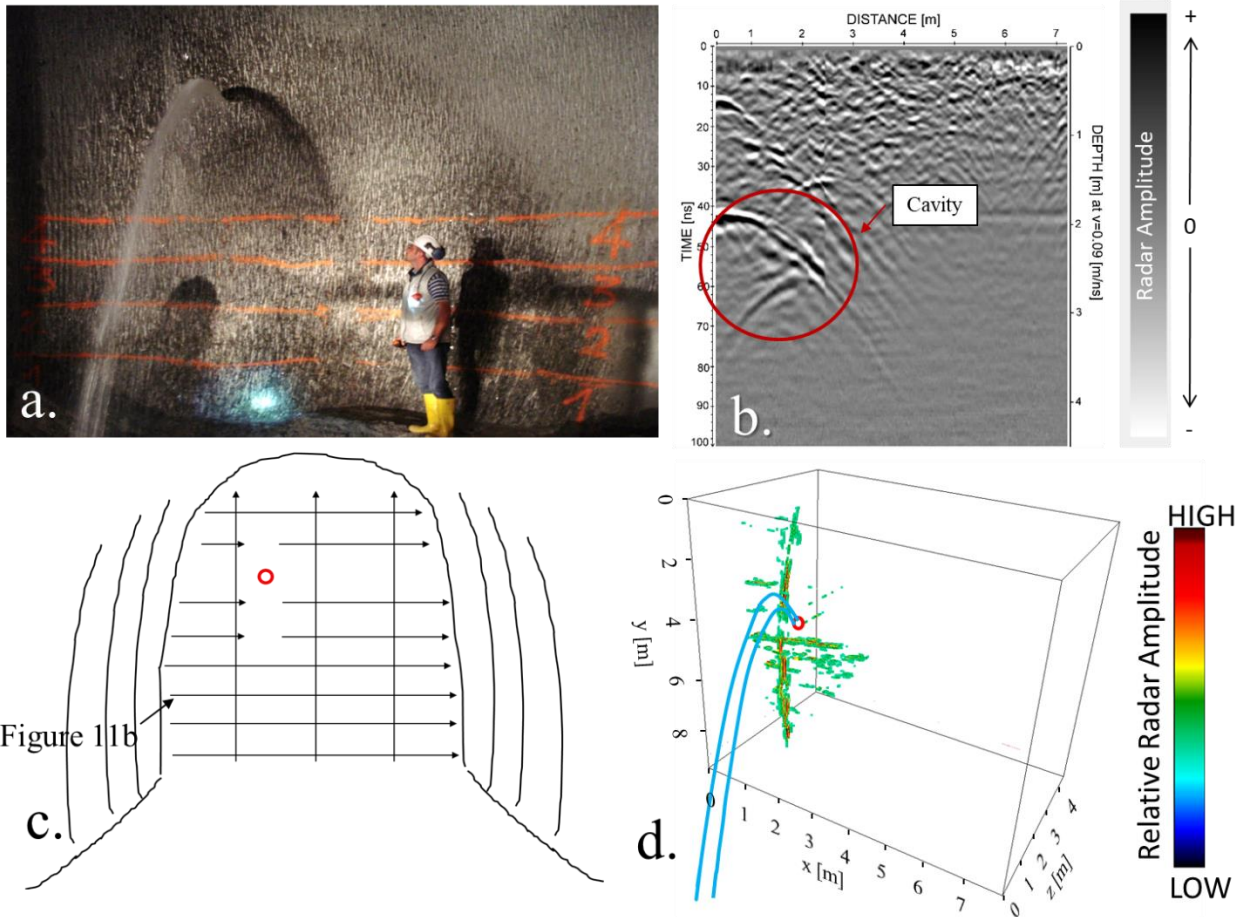 4
3
2
1
4
3
2
1
a.
DISTANCE [m]
0 1 2 3 4 5 6 7
0
10
20
30
40
50
60
70
80
90
100
TIME [ns]
0
1
2
3
4
DEPTH [m] at v=0.09 [m/ns]
Cavity
b.
Radar Amplitude
+
0
-
Figure 11b
c.
0
2
4
6
8
y [m]
0
1
2
3
4
5
6
7
x [m]
0
1
2
3
4
z [m]
d.
HIGH
Relative Radar Amplitude
LOW